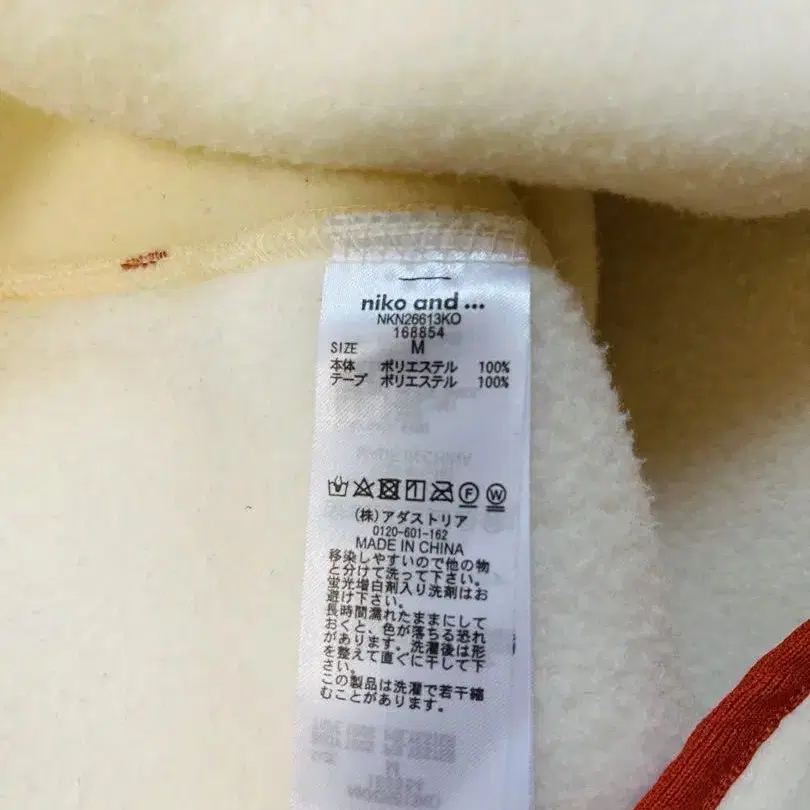 niko and ...
NKN26613KO
168854
SIZE M
本体 ポリエステル 100%
テープ ポリエステル 100%
F W
(株)アダストリア
0120-601-162
MADE IN CHINA
移染しやすいので他の物
と分けて洗って下さい。
蛍光増白剤入り洗剤はお
避け下さい。
長時間濡れたままにして
おくと、色が落ちる恐れ
があります。洗濯後は形
を整えて直ぐに干して下
さい。
この製品は洗濯で若干縮
むことがあります。